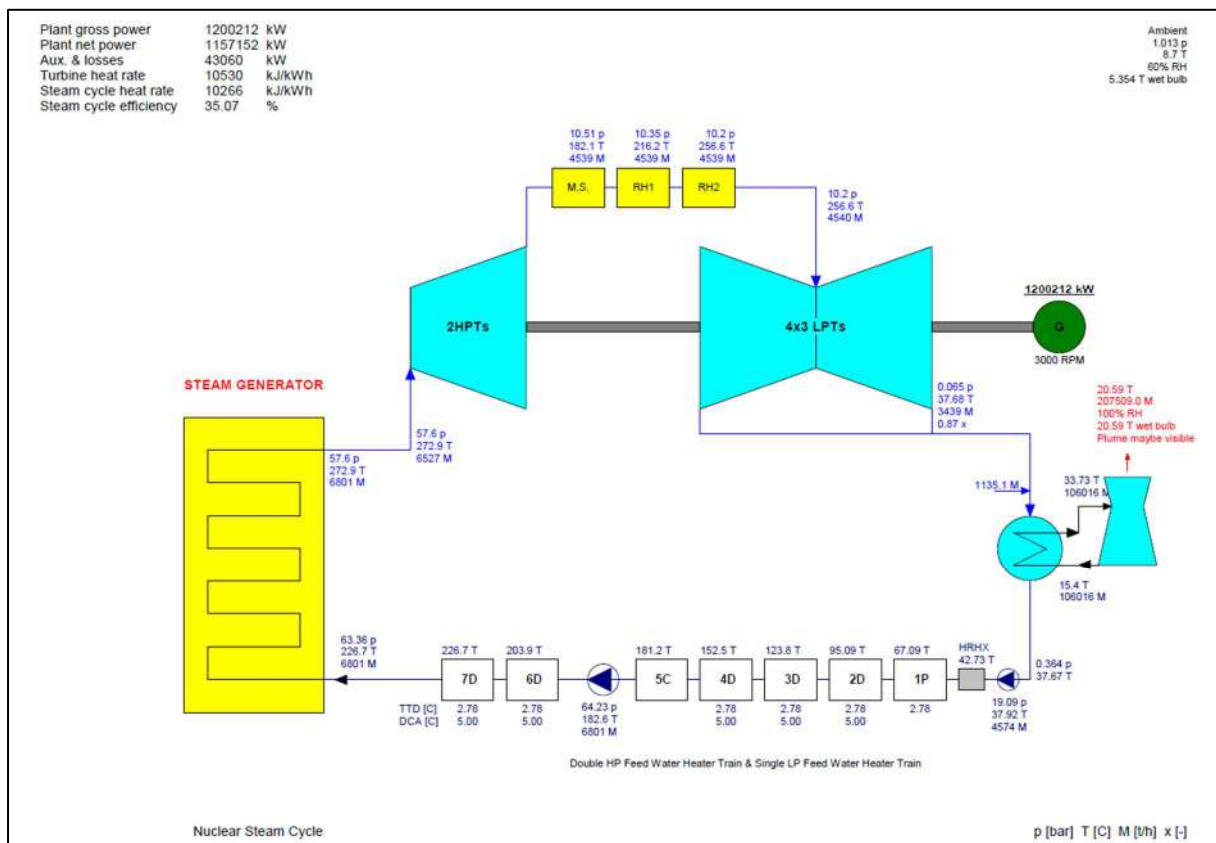 Plant gross power 1200212 kW
Plant net power 1157152 kW
Aux. & losses 43060 kW
Turbine heat rate 10530 kJ/kWh
Steam cycle heat rate 10266 kJ/kWh
Steam cycle efficiency 35.07 %
Ambient
1.013 p
8.7 T
60% RH
5.354 T wet bulb
10.51 p
182.1 T
4539 M
10.35 p
216.2 T
4539 M
10.2 p
256.6 T
4539 M
M.S.
RH1
RH2
10.2 p
256.6 T
4540 M
2HPTs
4x3 LPTs
1200212 kW
G
3000 RPM
STEAM GENERATOR
57.6 p
272.9 T
6801 M
57.6 p
272.9 T
6527 M
0.065 p
37.68 T
3439 M
0.87 x
20.59 T
207509.0 M
100% RH
20.59 T wet bulb
Plume maybe visible
1135.1 M
33.73 T
106016 M
15.4 T
106016 M
63.36 p
226.7 T
6801 M
226.7 T
203.9 T
181.2 T
152.5 T
123.8 T
95.09 T
67.09 T
HRHX
42.73 T
0.364 p
37.67 T
7D
6D
5C
4D
3D
2D
1P
TTD [C] 2.78 2.78 2.78 2.78 2.78 2.78
DCA [C] 5.00 5.00 5.00 5.00 5.00
64.23 p
182.6 T
6801 M
19.09 p
37.92 T
4574 M
Double HP Feed Water Heater Train & Single LP Feed Water Heater Train
Nuclear Steam Cycle
p [bar] T [C] M [t/h] x [-]